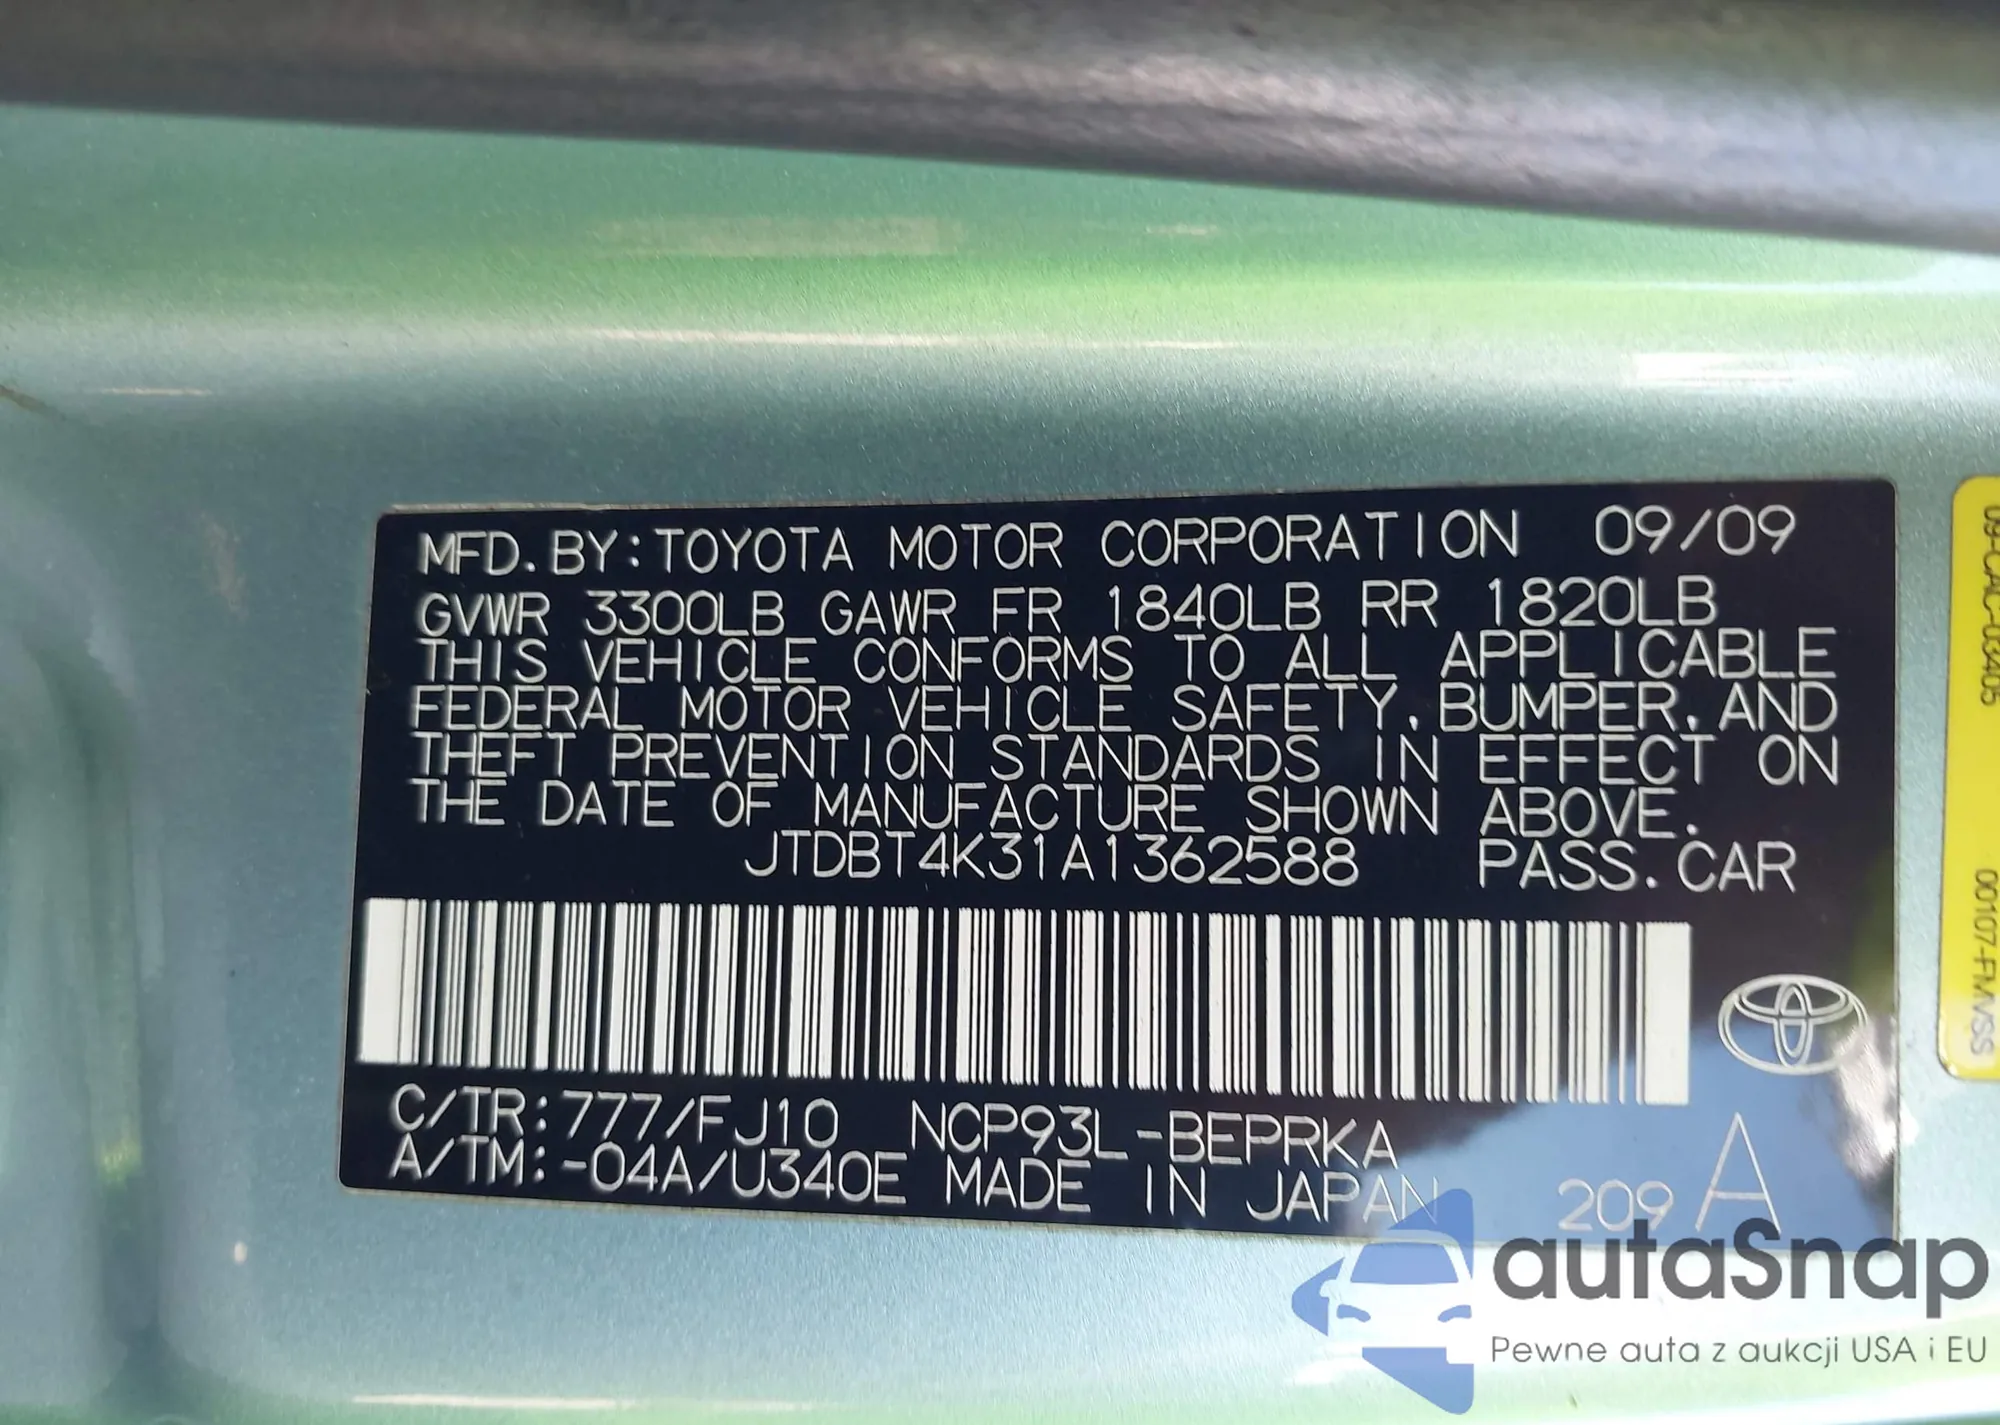 MFD. BY: TOYOTA MOTOR CORPORATION 09/09
GVWR 3300LB GAWR FR 1840LB RR 1820LB
THIS VEHICLE CONFORMS TO ALL APPLICABLE
FEDERAL MOTOR VEHICLE SAFETY, BUMPER, AND
THEFT PREVENTION STANDARDS IN EFFECT ON
THE DATE OF MANUFACTURE SHOWN ABOVE.
JTDBT4K31A1362588 PASS. CAR
C/TR: 777/FJ10 NCP93L-BEPRKA
A/TM: -04A/U340E MADE IN JAPAN 209 A
09-CAC-03405 00107-FMVSS
autaSnap
Pewne auta z aukcji USA i EU